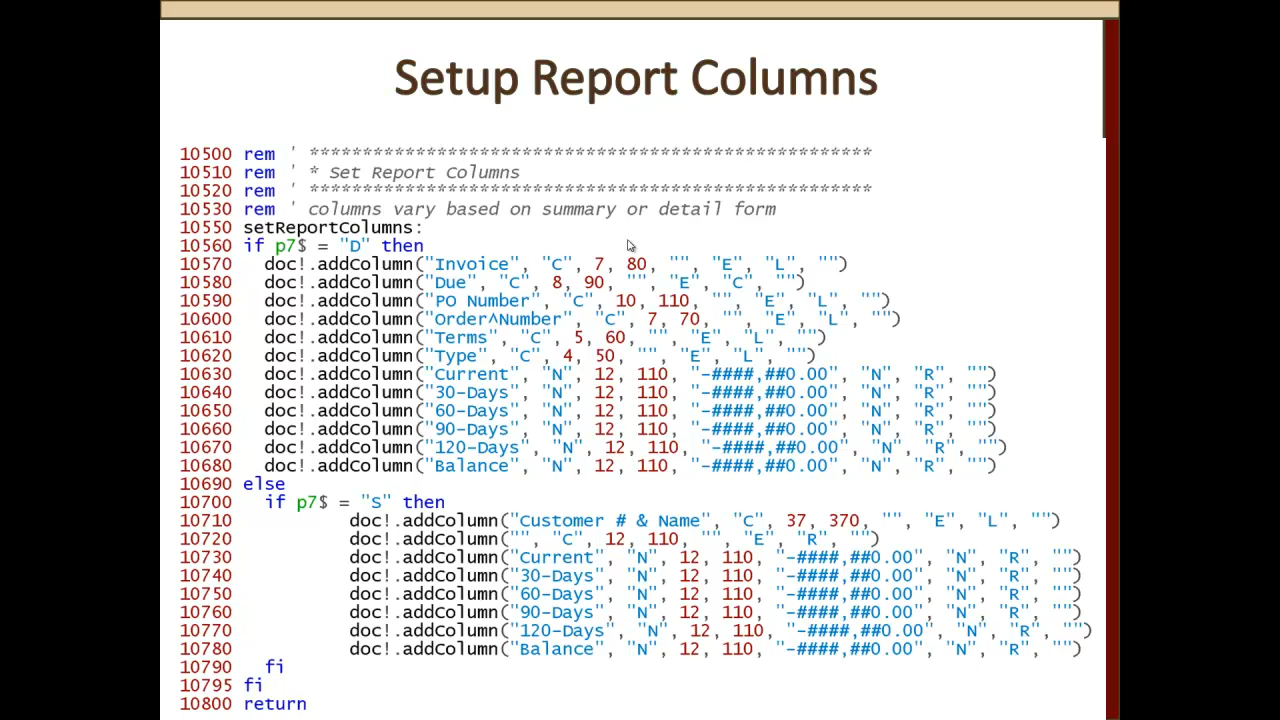 Setup Report Columns
10500 rem ' *****************************************************
10510 rem ' * Set Report Columns
10520 rem ' *****************************************************
10530 rem ' columns vary based on summary or detail form
10550 setReportColumns:
10560 if p7$ = "D" then
10570 doc!.addColumn("Invoice", "C", 7, 80, "", "E", "L", "")
10580 doc!.addColumn("Due", "C", 8, 90, "", "E", "C", "")
10590 doc!.addColumn("PO Number", "C", 10, 110, "", "E", "L", "")
10600 doc!.addColumn("Order^Number", "C", 7, 70, "", "E", "L", "")
10610 doc!.addColumn("Terms", "C", 5, 60, "", "E", "L", "")
10620 doc!.addColumn("Type", "C", 4, 50, "", "E", "L", "")
10630 doc!.addColumn("Current", "N", 12, 110, "-####,##0.00", "N", "R", "")
10640 doc!.addColumn("30-Days", "N", 12, 110, "-####,##0.00", "N", "R", "")
10650 doc!.addColumn("60-Days", "N", 12, 110, "-####,##0.00", "N", "R", "")
10660 doc!.addColumn("90-Days", "N", 12, 110, "-####,##0.00", "N", "R", "")
10670 doc!.addColumn("120-Days", "N", 12, 110, "-####,##0.00", "N", "R", "")
10680 doc!.addColumn("Balance", "N", 12, 110, "-####,##0.00", "N", "R", "")
10690 else
10700 if p7$ = "S" then
10710 doc!.addColumn("Customer # & Name", "C", 37, 370, "", "E", "L", "")
10720 doc!.addColumn("", "C", 12, 110, "", "E", "R", "")
10730 doc!.addColumn("Current", "N", 12, 110, "-####,##0.00", "N", "R", "")
10740 doc!.addColumn("30-Days", "N", 12, 110, "-####,##0.00", "N", "R", "")
10750 doc!.addColumn("60-Days", "N", 12, 110, "-####,##0.00", "N", "R", "")
10760 doc!.addColumn("90-Days", "N", 12, 110, "-####,##0.00", "N", "R", "")
10770 doc!.addColumn("120-Days", "N", 12, 110, "-####,##0.00", "N", "R", "")
10780 doc!.addColumn("Balance", "N", 12, 110, "-####,##0.00", "N", "R", "")
10790 fi
10795 fi
10800 return